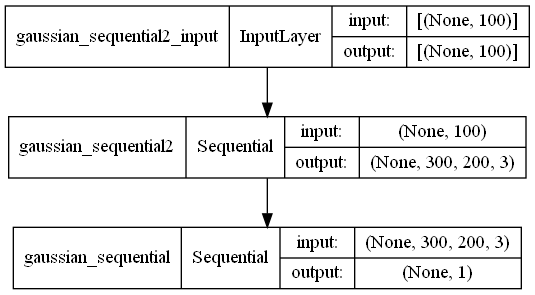 gaussian_sequential2_input InputLayer input: [(None, 100)]
output: [(None, 100)]
gaussian_sequential2 Sequential input: (None, 100)
output: (None, 300, 200, 3)
gaussian_sequential Sequential input: (None, 300, 200, 3)
output: (None, 1)